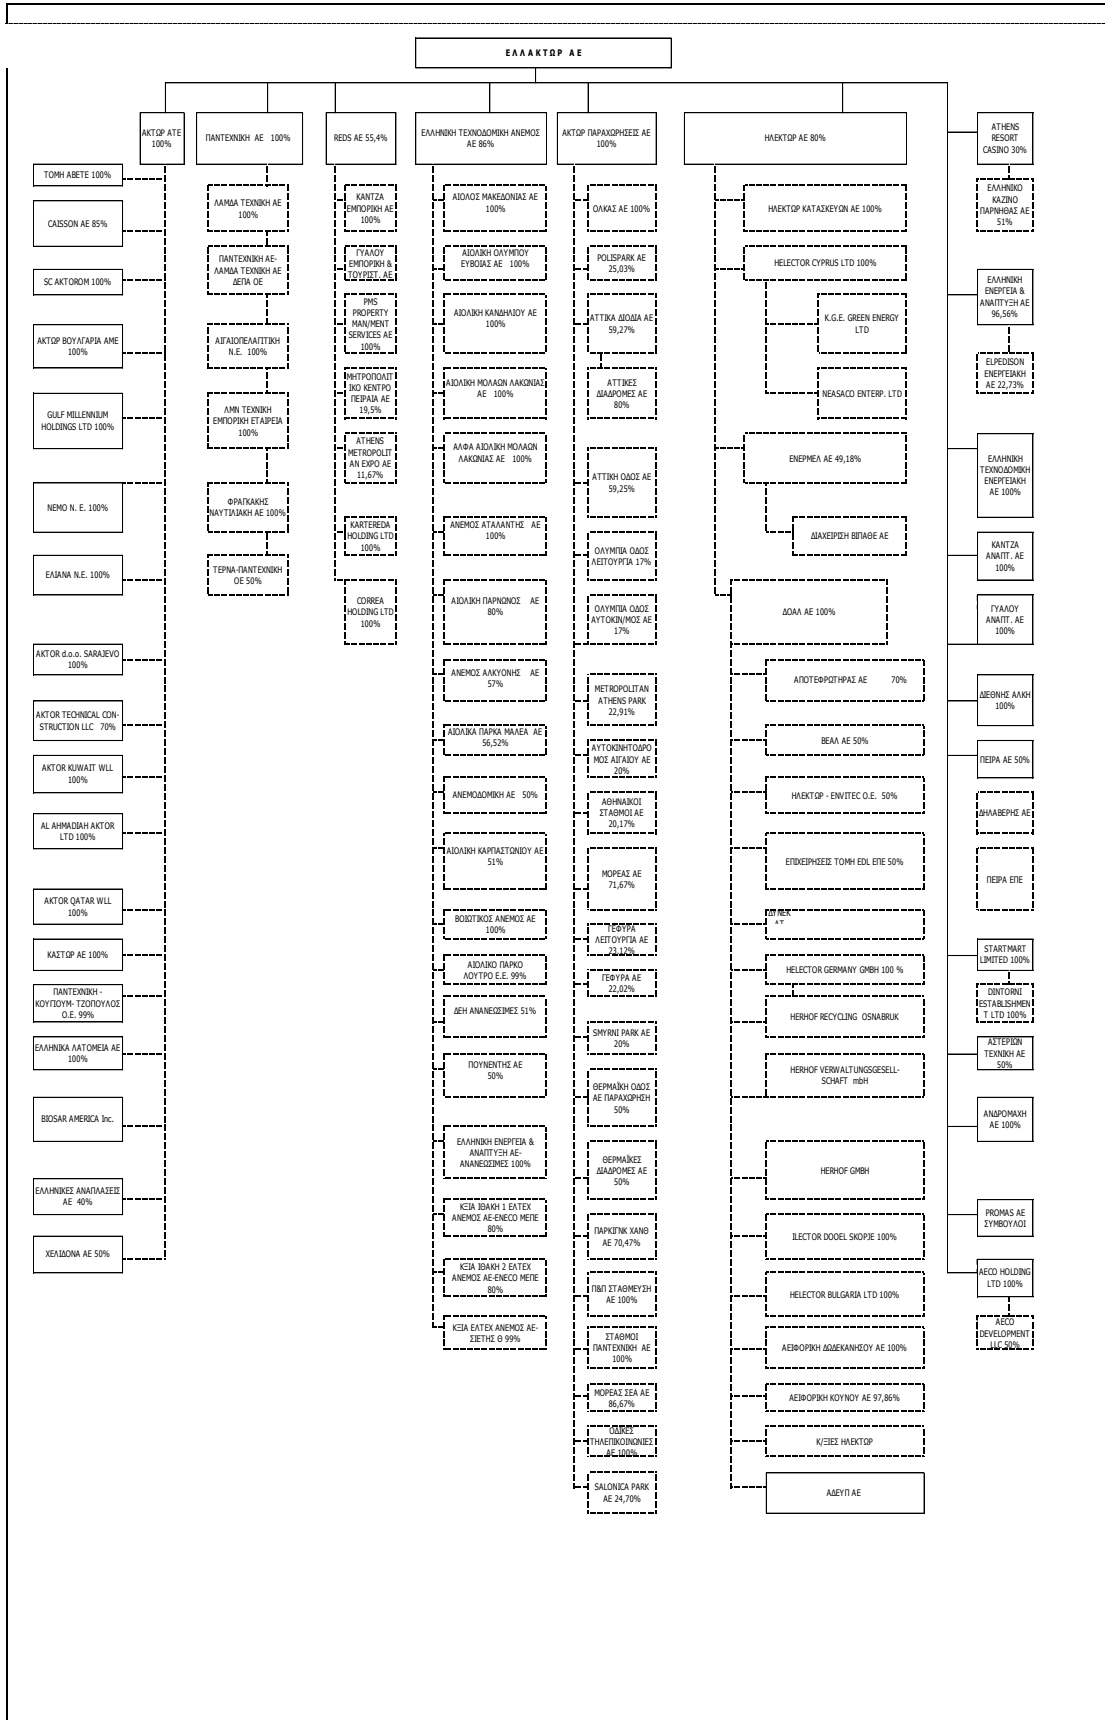 ΕΛΛΑΚΤΩΡ ΑΕ
ΑΚΤΩΡ ΑΤΕ
100%
ΤΟΜΗ ΑΒΕΤΕ 100%
CAISSON AE 85%
SC AKTOROM 100%
ΑΚΤΩΡ ΒΟΥΛΓΑΡΙΑ ΑΜΕ
100%
GULF MILLENNIUM
HOLDINGS LTD 100%
ΝΕΜΟ Ν. Ε. 100%
ΕΛΙΑΝΑ Ν.Ε. 100%
AKTOR d.o.o. SARAJEVO
100%
AKTOR TECHNICAL CON-
STRUCTION LLC 70%
AKTOR KUWAIT WLL
100%
AL AHMADIAH AKTOR
LTD 100%
AKTOR QATAR WLL
100%
ΚΑΣΤΩΡ ΑΕ 100%
ΠΑΝΤΕΧΝΙΚΗ -
ΚΟΥΓΙΟΥΜ- ΤΖΟΠΟΥΛΟΣ
Ο.Ε. 99%
ΕΛΛΗΝΙΚΑ ΛΑΤΟΜΕΙΑ ΑΕ
100%
BIOSAR AMERICA Inc.
ΕΛΛΗΝΙΚΕΣ ΑΝΑΠΛΑΣΕΙΣ
ΑΕ 40%
ΧΕΛΙΔΟΝΑ ΑΕ 50%
ΠΑΝΤΕΧΝΙΚΗ ΑΕ 100%
ΛΑΜΔΑ ΤΕΧΝΙΚΗ ΑΕ
100%
ΠΑΝΤΕΧΝΙΚΗ ΑΕ-
ΛΑΜΔΑ ΤΕΧΝΙΚΗ ΑΕ
ΔΕΠΑ ΟΕ
ΑΙΓΑΙΟΠΕΛΑΓΙΤΙΚΗ
Ν.Ε. 100%
ΛΜΝ ΤΕΧΝΙΚΗ
ΕΜΠΟΡΙΚΗ ΕΤΑΙΡΕΙΑ
100%
ΦΡΑΓΚΑΚΗΣ
ΝΑΥΤΙΛΙΑΚΗ ΑΕ 100%
ΤΕΡΝΑ-ΠΑΝΤΕΧΝΙΚΗ
ΟΕ 50%
REDS ΑΕ 55,4%
ΚΑΝΤΖΑ
ΕΜΠΟΡΙΚΗ ΑΕ
100%
ΓΥΑΛΟΥ
ΕΜΠΟΡΙΚΗ &
ΤΟΥΡΙΣΤ. ΑΕ
PMS
PROPERTY
MAN/MENT
SERVICES ΑΕ
100%
ΜΗΤΡΟΠΟΛΙΤ
ΙΚΟ ΚΕΝΤΡΟ
ΠΕΙΡΑΙΑ ΑΕ
19,5%
ATHENS
METROPOLIT
AN EXPO AE
11,67%
KARTEREDA
HOLDING LTD
100%
CORREA
HOLDING LTD
100%
ΕΛΛΗΝΙΚΗ ΤΕΧΝΟΔΟΜΙΚΗ ΑΝΕΜΟΣ
ΑΕ 86%
ΑΙΟΛΟΣ ΜΑΚΕΔΟΝΙΑΣ ΑΕ
100%
ΑΙΟΛΙΚΗ ΟΛΥΜΠΟΥ
ΕΥΒΟΙΑΣ ΑΕ 100%
ΑΙΟΛΙΚΗ ΚΑΝΔΗΛΙΟΥ ΑΕ
100%
ΑΙΟΛΙΚΗ ΜΟΛΑΩΝ ΛΑΚΩΝΙΑΣ
ΑΕ 100%
ΑΛΦΑ ΑΙΟΛΙΚΗ ΜΟΛΑΩΝ
ΛΑΚΩΝΙΑΣ ΑΕ 100%
ΑΝΕΜΟΣ ΑΤΑΛΑΝΤΗΣ ΑΕ
100%
ΑΙΟΛΙΚΗ ΠΑΡΝΩΝΟΣ ΑΕ
80%
ΑΝΕΜΟΣ ΑΛΚΥΟΝΗΣ ΑΕ
57%
ΑΙΟΛΙΚΑ ΠΑΡΚΑ ΜΑΛΕΑ ΑΕ
56,52%
ΑΝΕΜΟΔΟΜΙΚΗ ΑΕ 50%
ΑΙΟΛΙΚΗ ΚΑΡΠΑΣΤΩΝΙΟΥ ΑΕ
51%
ΒΟΙΩΤΙΚΟΣ ΑΝΕΜΟΣ ΑΕ
100%
ΑΙΟΛΙΚΟ ΠΑΡΚΟ
ΛΟΥΤΡΟ Ε.Ε. 99%
ΔΕΗ ΑΝΑΝΕΩΣΙΜΕΣ 51%
ΠΟΥΝΕΝΤΗΣ ΑΕ
50%
ΕΛΛΗΝΙΚΗ ΕΝΕΡΓΕΙΑ &
ΑΝΑΠΤΥΞΗ ΑΕ-
ΑΝΑΝΕΩΣΙΜΕΣ 100%
ΚΞΙΑ ΙΘΑΚΗ 1 ΕΛΤΕΧ
ΑΝΕΜΟΣ ΑΕ-ENECO ΜΕΠΕ
80%
ΚΞΙΑ ΙΘΑΚΗ 2 ΕΛΤΕΧ
ΑΝΕΜΟΣ ΑΕ-ENECO ΜΕΠΕ
80%
ΚΞΙΑ ΕΛΤΕΧ ΑΝΕΜΟΣ ΑΕ-
ΣΙΕΤΗΣ Θ 99%
ΑΚΤΩΡ ΠΑΡΑΧΩΡΗΣΕΙΣ ΑΕ
100%
ΟΛΚΑΣ ΑΕ 100%
POLISPARK ΑΕ
25,03%
ΑΤΤΙΚΑ ΔΙΟΔΙΑ ΑΕ
59,27%
ΑΤΤΙΚΕΣ
ΔΙΑΔΡΟΜΕΣ ΑΕ
80%
ΑΤΤΙΚΗ ΟΔΟΣ ΑΕ
59,25%
ΟΛΥΜΠΙΑ ΟΔΟΣ
ΛΕΙΤΟΥΡΓΙΑ 17%
ΟΛΥΜΠΙΑ ΟΔΟΣ
ΑΥΤΟΚΙΝ/ΜΟΣ ΑΕ
17%
METROPOLITAN
ATHENS PARK
22,91%
ΑΥΤΟΚΙΝΗΤΟΔΡΟ
ΜΟΣ ΑΙΓΑΙΟΥ ΑΕ
20%
ΑΘΗΝΑΙΚΟΙ
ΣΤΑΘΜΟΙ ΑΕ
20,17%
ΜΟΡΕΑΣ ΑΕ
71,67%
ΓΕΦΥΡΑ
ΛΕΙΤΟΥΡΓΙΑ ΑΕ
23,12%
ΓΕΦΥΡΑ ΑΕ
22,02%
SMYRNI PARK ΑΕ
20%
ΘΕΡΜΑΪΚΗ ΟΔΟΣ
ΑΕ ΠΑΡΑΧΩΡΗΣΗ
50%
ΘΕΡΜΑΪΚΕΣ
ΔΙΑΔΡΟΜΕΣ ΑΕ
50%
ΠΑΡΚΙΓΝΚ ΧΑΝΘ
ΑΕ 70,47%
Π&Π ΣΤΑΘΜΕΥΣΗ
ΑΕ 100%
ΣΤΑΘΜΟΙ
ΠΑΝΤΕΧΝΙΚΗ ΑΕ
100%
ΜΟΡΕΑΣ ΣΕΑ ΑΕ
86,67%
ΟΔΙΚΕΣ
ΤΗΛΕΠΙΚΟΙΝΩΝΙΕΣ
ΑΕ 100%
SALONICA PARK
ΑΕ 24,70%
ΗΛΕΚΤΩΡ ΑΕ 80%
ΗΛΕΚΤΩΡ ΚΑΤΑΣΚΕΥΩΝ ΑΕ 100%
HELECTOR CYPRUS LTD 100%
K.G.E. GREEN ENERGY
LTD
NEASACO ENTERP. LTD
ΕΝΕΡΜΕΛ ΑΕ 49,18%
ΔΙΑΧΕΙΡΙΣΗ ΒΙΠΑΘΕ ΑΕ
ΔΟΑΛ ΑΕ 100%
ΑΠΟΤΕΦΡΩΤΗΡΑΣ ΑΕ 70%
ΒΕΑΛ ΑΕ 50%
ΗΛΕΚΤΩΡ - ENVITEC Ο.Ε. 50%
ΕΠΙΧΕΙΡΗΣΕΙΣ ΤΟΜΗ EDL ΕΠΕ 50%
HELECTOR GERMANY GMBH 100 %
HERHOF RECYCLING OSNABRUK
HERHOF VERWALTUNGSGESELL-
SCHAFT mbH
HERHOF GMBH
ILECTOR DOOEL SKOPJE 100%
HELECTOR BULGARIA LTD 100%
ΑΕΙΦΟΡΙΚΗ ΔΩΔΕΚΑΝΗΣΟΥ ΑΕ 100%
ΑΕΙΦΟΡΙΚΗ ΚΟΥΝΟΥ ΑΕ 97,86%
Κ/ΞΙΕΣ ΗΛΕΚΤΩΡ
ΑΔΕΥΠ ΑΕ
ATHENS
RESORT
CASINO 30%
ΕΛΛΗΝΙΚΟ
ΚΑΖΙΝΟ
ΠΑΡΝΗΘΑΣ ΑΕ
51%
ΕΛΛΗΝΙΚΗ
ΕΝΕΡΓΕΙΑ &
ΑΝΑΠΤΥΞΗ ΑΕ
96,56%
ELPEDISON
ΕΝΕΡΓΕΙΑΚΗ
ΑΕ 22,73%
ΕΛΛΗΝΙΚΗ
ΤΕΧΝΟΔΟΜΙΚΗ
ΕΝΕΡΓΕΙΑΚΗ
ΑΕ 100%
ΚΑΝΤΖΑ
ΑΝΑΠΤ. ΑΕ
100%
ΓΥΑΛΟΥ
ΑΝΑΠΤ. ΑΕ
100%
ΔΙΕΘΝΗΣ ΑΛΚΗ
100%
ΠΕΙΡΑ ΑΕ 50%
ΔΗΛΑΒΕΡΗΣ ΑΕ
ΠΕΙΡΑ ΕΠΕ
STARTMART
LIMITED 100%
DINTORNI
ESTABLISHMEN
T LTD 100%
ΑΣΤΕΡΙΩΝ
ΤΕΧΝΙΚΗ ΑΕ
50%
ΑΝΔΡΟΜΑΧΗ
ΑΕ 100%
PROMAS ΑΕ
ΣΥΜΒΟΥΛΟΙ
AECO HOLDING
LTD 100%
AECO
DEVELOPMENT
LLC 50%